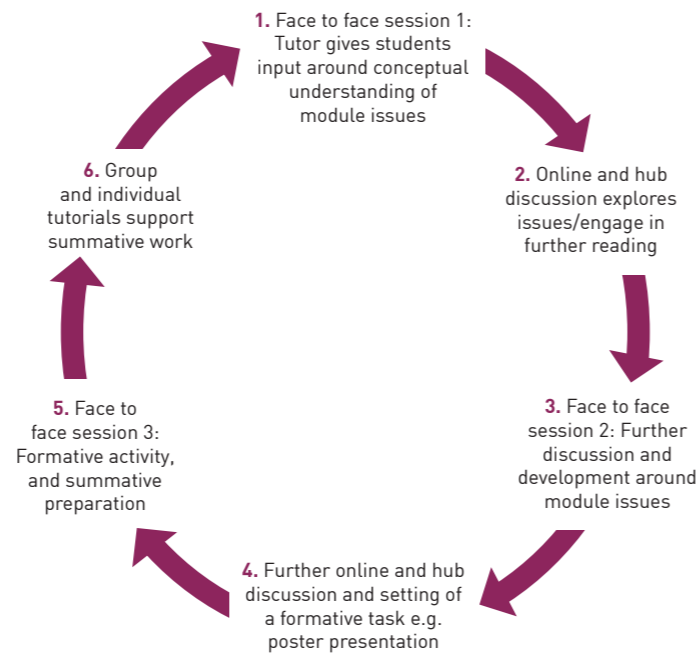 1. Face to face session 1:
Tutor gives students
input around conceptual
understanding of
module issues
2. Online and hub
discussion explores
issues/engage in
further reading
3. Face to face
session 2: Further
discussion and
development around
module issues
4. Further online and hub
discussion and setting of
a formative task e.g.
poster presentation
5. Face to
face session 3:
Formative activity,
and summative
preparation
6. Group
and individual
tutorials support
summative work